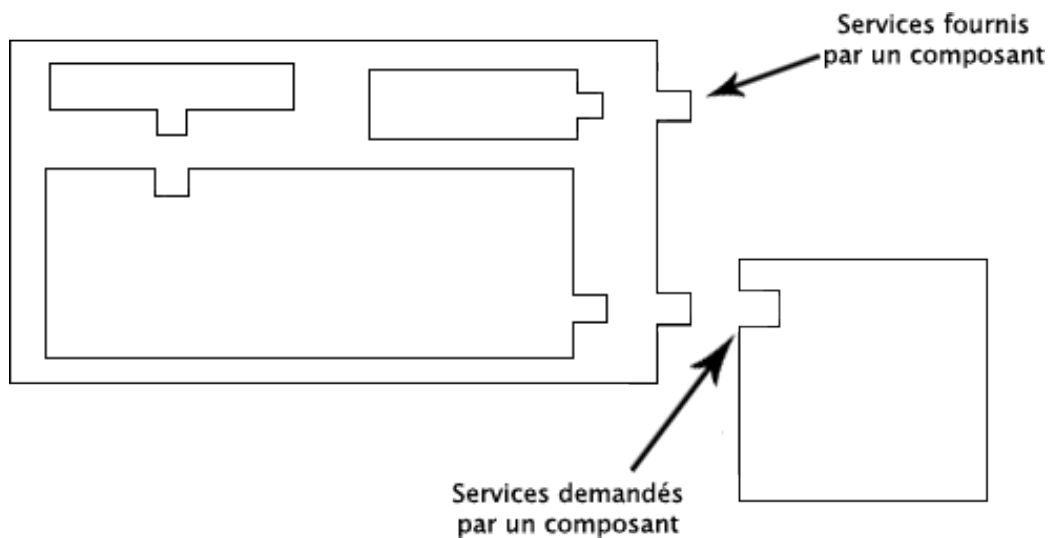 Services fournis
par un composant
Services demandés
par un composant